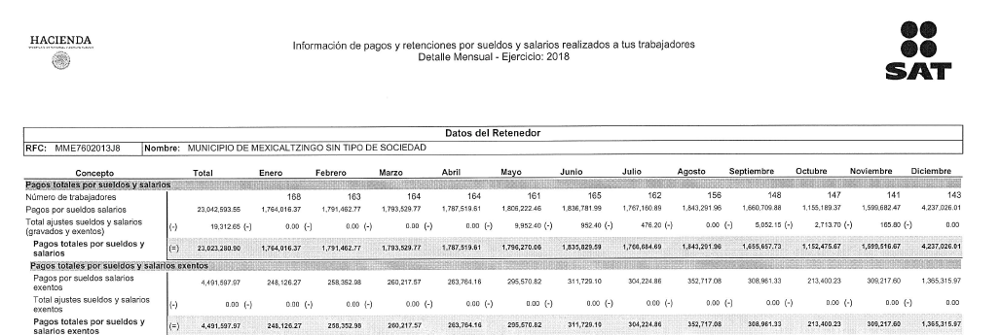 HACIENDA
Información de pagos y retenciones por sueldos y salarios realizados a tus trabajadores
Detalle Mensual - Ejercicio: 2018
SAT
Datos del Retenedor
RFC: MME7602013J8 Nombre: MUNICIPIO DE MEXICALTZINGO SIN TIPO DE SOCIEDAD
Concepto Total Enero Febrero Marzo Abril Mayo Junio Julio Agosto Septiembre Octubre Noviembre Diciembre
Pagos totales por sueldos y salarios
Número de trabajadores 168 163 164 164 161 165 162 156 148 147 141 143
Pagos por sueldos salarios 23,042,593.55 1,764,016.37 1,791,462.77 1,793,529.77 1,787,519.61 1,806,222.46 1,836,781.99 1,767,160.89 1,843,291.96 1,660,709.88 1,155,189.37 1,599,682.47 4,237,026.01
Total ajustes sueldos y salarios (-) 19,312.65 (-) 0.00 (-) 0.00 (-) 0.00 (-) 0.00 (-) 9,952.40 (-) 952.40 (-) 476.20 (-) 0.00 (-) 5,052.15 (-) 2,713.70 (-) 165.80 (-) 0.00
(gravados y exentos)
Pagos totales por sueldos y (=) 23,023,280.90 1,764,016.37 1,791,462.77 1,793,529.77 1,787,519.61 1,796,270.06 1,835,829.59 1,766,684.69 1,843,291.96 1,655,657.73 1,152,475.67 1,599,516.67 4,237,026.01
salarios
Pagos totales por sueldos y salarios exentos
Pagos por sueldos salarios 4,491,597.97 248,126.27 258,352.98 260,217.57 263,764.16 295,570.82 311,729.10 304,224.86 352,717.08 308,961.33 213,400.23 309,217.60 1,365,315.97
exentos
Total ajustes sueldos y salarios (-) 0.00 (-) 0.00 (-) 0.00 (-) 0.00 (-) 0.00 (-) 0.00 (-) 0.00 (-) 0.00 (-) 0.00 (-) 0.00 (-) 0.00 (-) 0.00 (-) 0.00
exentos
Pagos totales por sueldos y (=) 4,491,597.97 248,126.27 258,352.98 260,217.57 263,764.16 295,570.82 311,729.10 304,224.86 352,717.08 308,961.33 213,400.23 309,217.60 1,365,315.97
salarios exentos